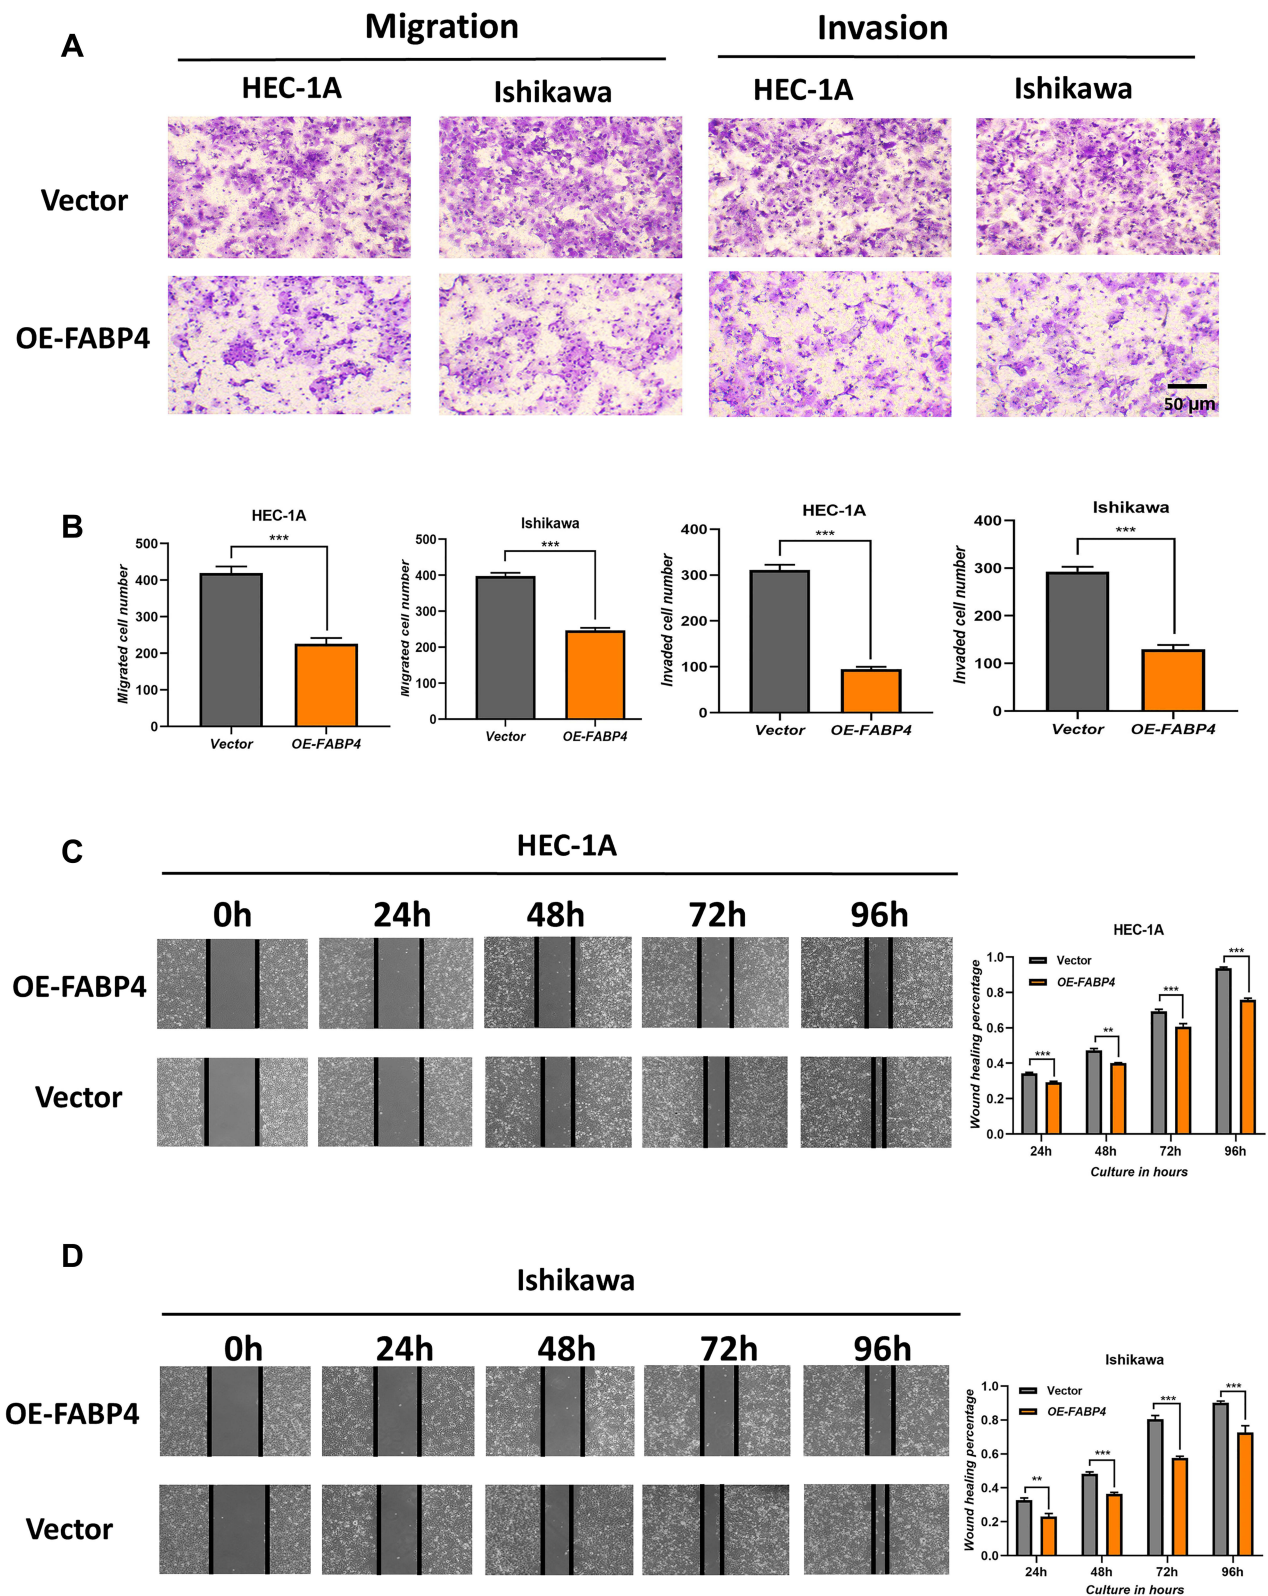 A
Migration
Invasion
HEC-1A
Ishikawa
HEC-1A
Ishikawa
Vector
OE-FABP4
50 μm
B
HEC-1A
Migrated cell number
500
400
300
200
100
0
***
Vector
OE-FABP4
Ishikawa
Migrated cell number
500
400
300
200
100
0
***
Vector
OE-FABP4
HEC-1A
Invaded cell number
400
300
200
100
0
***
Vector
OE-FABP4
Ishikawa
Invaded cell number
400
300
200
100
0
***
Vector
OE-FABP4
C
HEC-1A
0h
24h
48h
72h
96h
OE-FABP4
Vector
HEC-1A
Wound healing percentage
1.0
0.8
0.6
0.4
0.2
0.0
Vector
OE-FABP4
***
**
***
***
24h
48h
72h
96h
Culture in hours
D
Ishikawa
0h
24h
48h
72h
96h
OE-FABP4
Vector
Ishikawa
Wound healing percentage
1.0
0.8
0.6
0.4
0.2
0.0
Vector
OE-FABP4
**
***
***
***
24h
48h
72h
96h
Culture in hours